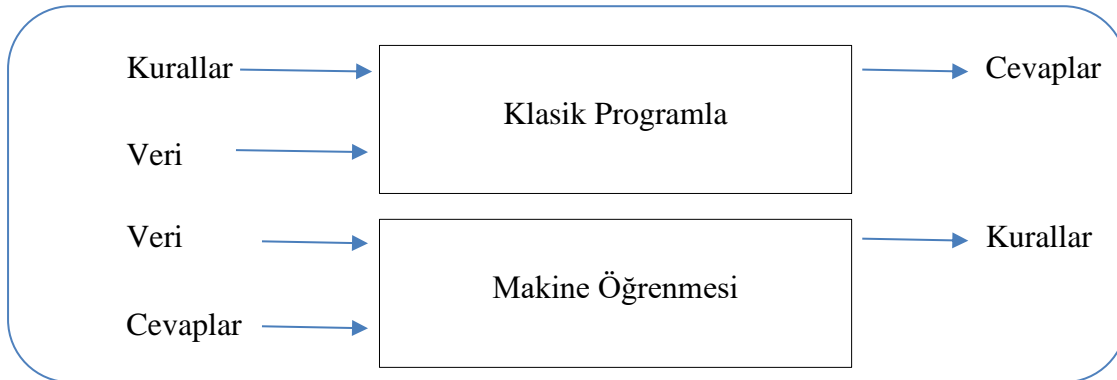 Kurallar
Klasik Programla
Cevaplar
Veri
Veri
Makine Öğrenmesi
Kurallar
Cevaplar